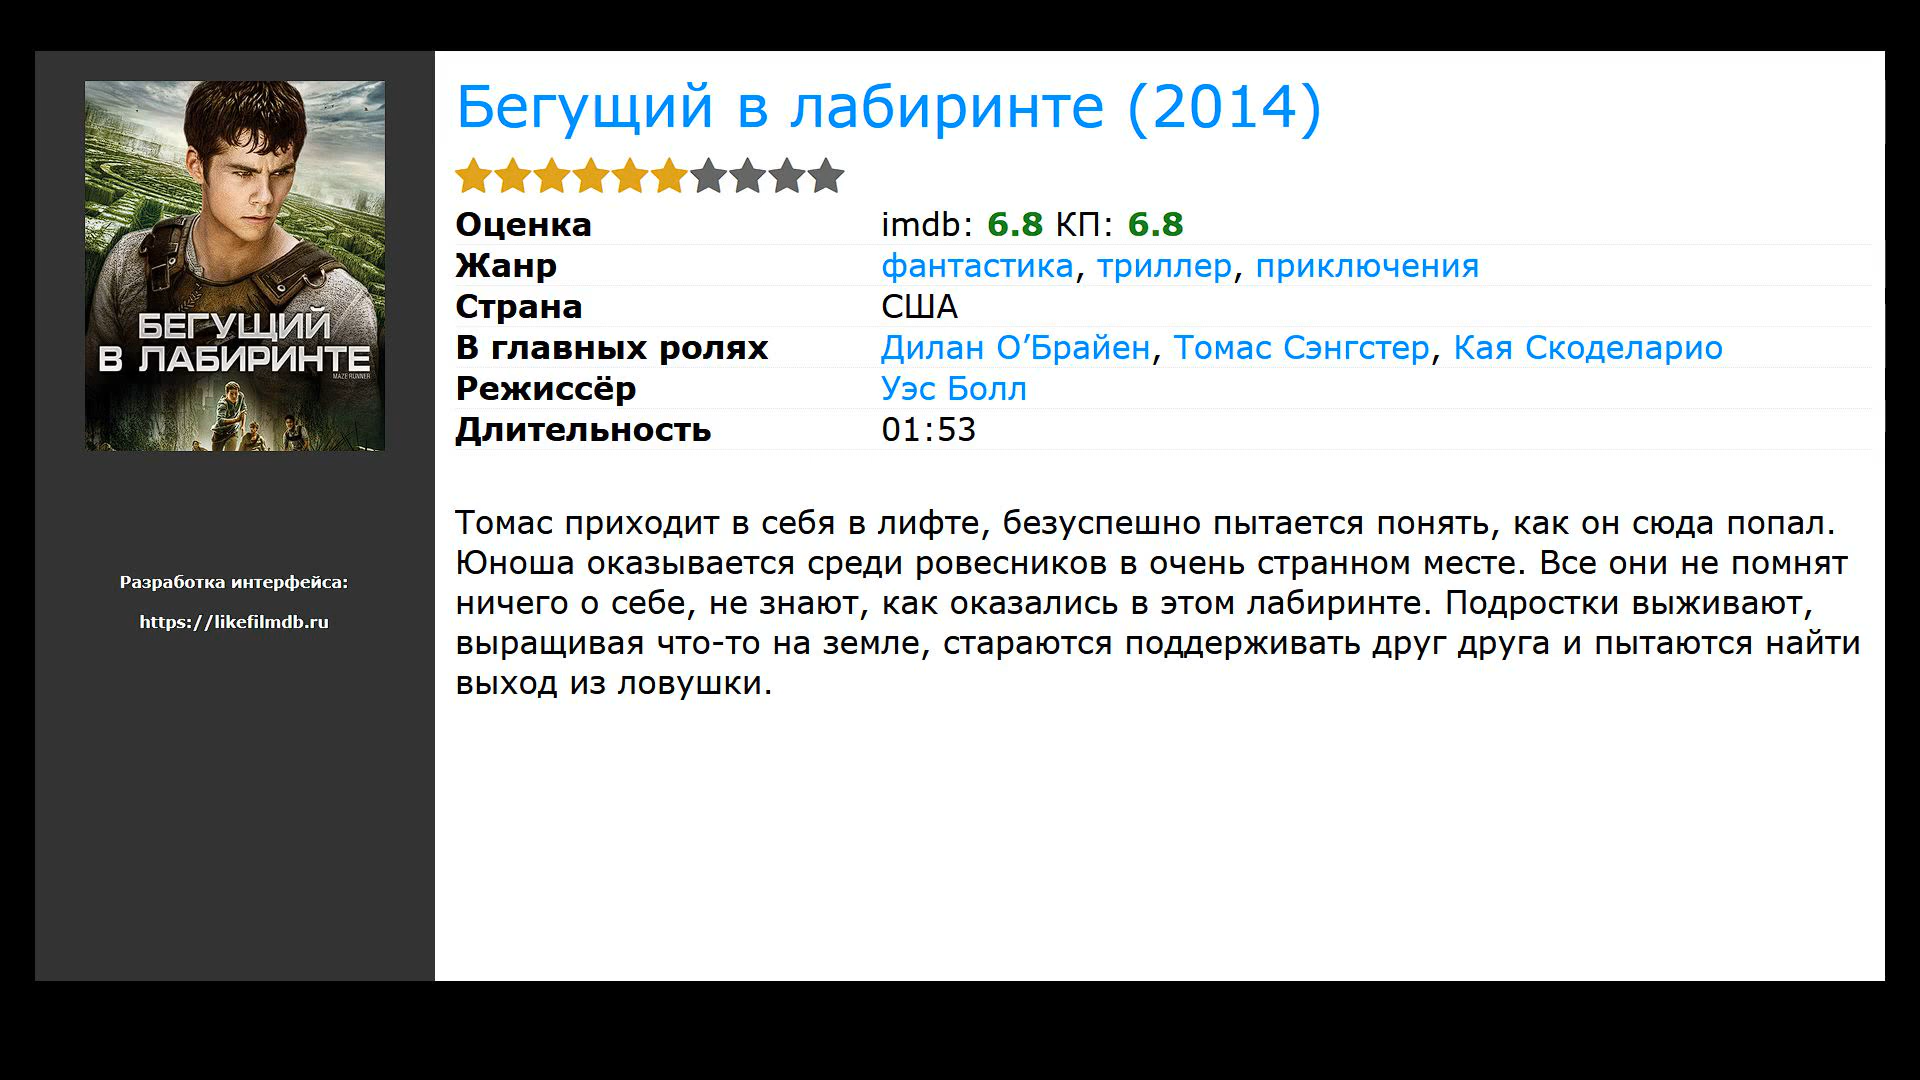 БЕГУЩИЙ
В ЛАБИРИНТЕ
MAZE RUNNER
Разработка интерфейса:
https://likefilmdb.ru
Бегущий в лабиринте (2014)
Оценка imdb: 6.8 КП: 6.8
Жанр фантастика, триллер, приключения
Страна США
В главных ролях Дилан О’Брайен, Томас Сэнгстер, Кая Скоделарио
Режиссёр Уэс Болл
Длительность 01:53
Томас приходит в себя в лифте, безуспешно пытается понять, как он сюда попал.
Юноша оказывается среди ровесников в очень странном месте. Все они не помнят
ничего о себе, не знают, как оказались в этом лабиринте. Подростки выживают,
выращивая что-то на земле, стараются поддерживать друг друга и пытаются найти
выход из ловушки.